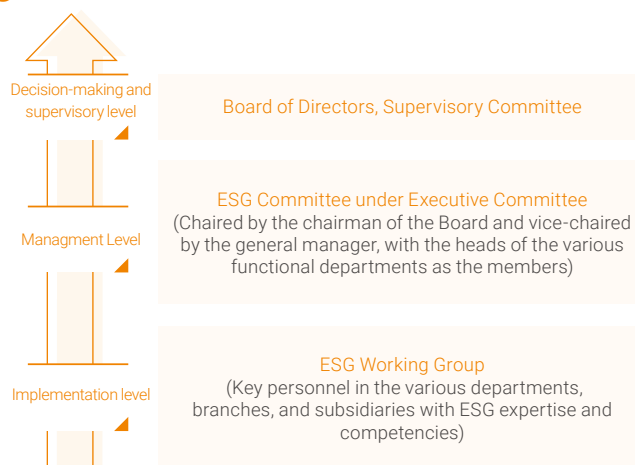 Decision-making and
supervisory level
Board of Directors, Supervisory Committee
ESG Committee under Executive Committee
(Chaired by the chairman of the Board and vice-chaired
by the general manager, with the heads of the various
functional departments as the members)
Managment Level
ESG Working Group
(Key personnel in the various departments,
branches, and subsidiaries with ESG expertise and
competencies)
Implementation level